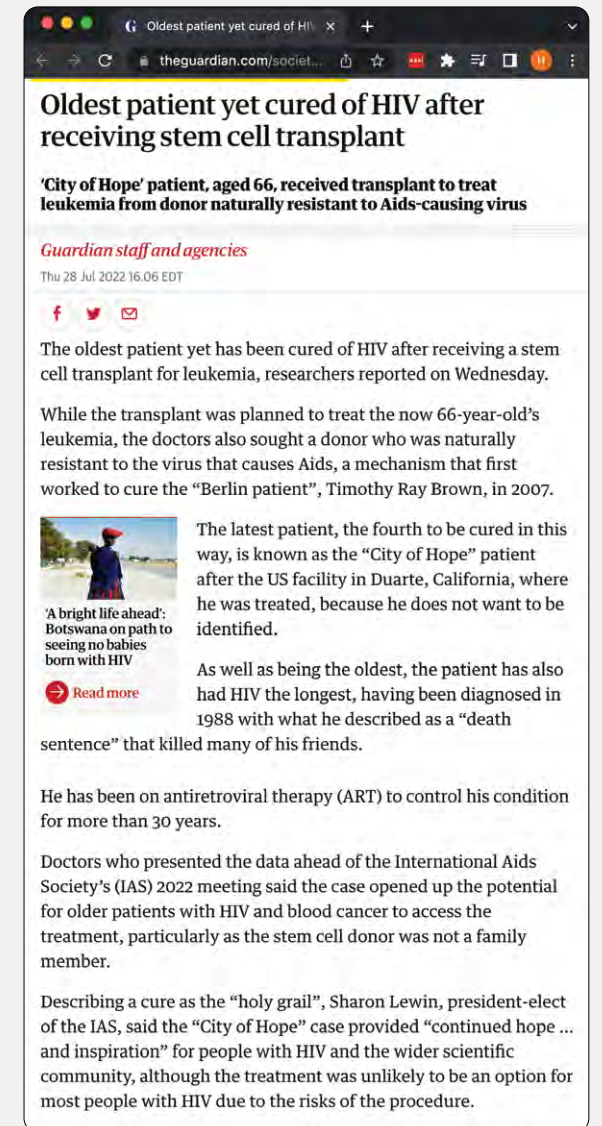 Oldest patient yet cured of HIV
theguardian.com/societ...
Oldest patient yet cured of HIV after
receiving stem cell transplant
‘City of Hope’ patient, aged 66, received transplant to treat
leukemia from donor naturally resistant to Aids-causing virus
Guardian staff and agencies
Thu 28 Jul 2022 16.06 EDT
The oldest patient yet has been cured of HIV after receiving a stem
cell transplant for leukemia, researchers reported on Wednesday.
While the transplant was planned to treat the now 66-year-old’s
leukemia, the doctors also sought a donor who was naturally
resistant to the virus that causes Aids, a mechanism that first
worked to cure the “Berlin patient”, Timothy Ray Brown, in 2007.
‘A bright life ahead’:
Botswana on path to
seeing no babies
born with HIV
Read more
The latest patient, the fourth to be cured in this
way, is known as the “City of Hope” patient
after the US facility in Duarte, California, where
he was treated, because he does not want to be
identified.
As well as being the oldest, the patient has also
had HIV the longest, having been diagnosed in
1988 with what he described as a “death
sentence” that killed many of his friends.
He has been on antiretroviral therapy (ART) to control his condition
for more than 30 years.
Doctors who presented the data ahead of the International Aids
Society’s (IAS) 2022 meeting said the case opened up the potential
for older patients with HIV and blood cancer to access the
treatment, particularly as the stem cell donor was not a family
member.
Describing a cure as the “holy grail”, Sharon Lewin, president-elect
of the IAS, said the “City of Hope” case provided “continued hope ...
and inspiration” for people with HIV and the wider scientific
community, although the treatment was unlikely to be an option for
most people with HIV due to the risks of the procedure.